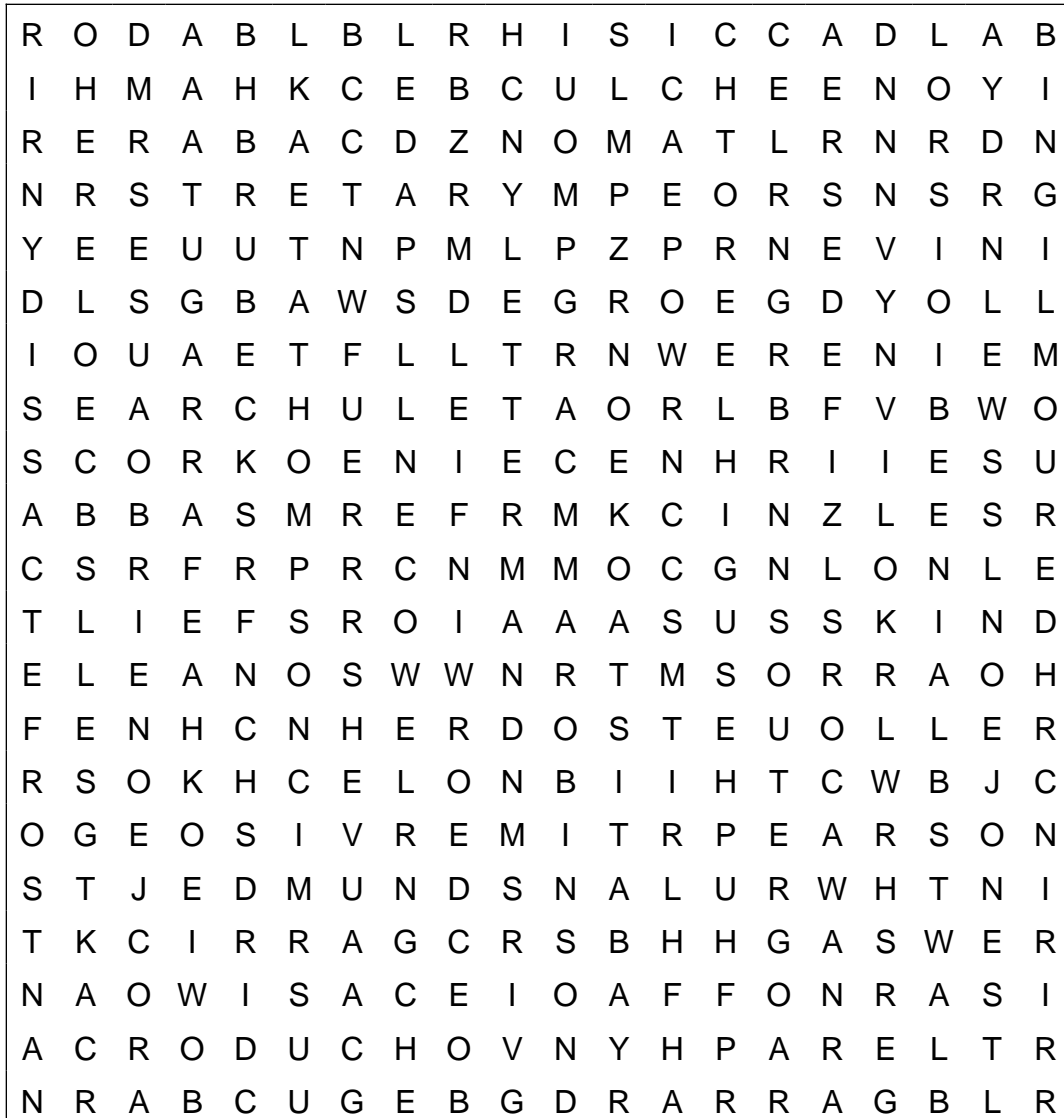 R O D A B L B L R H I S I C C A D L A B
I H M A H K C E B C U L C H E E N O Y I
R E R A B A C D Z N O M A T L R N R D N
N R S T R E T A R Y M P E O R S N S R G
Y E E U U T N P M L P Z P R N E V I N I
D L S G B A W S D E G R O E G D Y O L L
I O U A E T F L L T R N W E R E N I E M
S E A R C H U L E T A O R L B F V B W O
S C O R K O E N I E C E N H R I I E S U
A B B A S M R E F R M K C I N Z L E S R
C S R F R P R C N M M O C G N L O N L E
T L I E F S R O I A A A S U S S K I N D
E L E A N O S W W N R T M S O R R A O H
F E N H C N H E R D O S T E U O L L E R
R S O K H C E L O N B I I H T C W B J C
O G E O S I V R E M I T R P E A R S O N
S T J E D M U N D S N A L U R W H T N I
T K C I R R A G C R S B H H G A S W E R
N A O W I S A C E I O A F F O N R A S I
A C R O D U C H O V N Y H P A R E L T R
N R A B C U G E B G D R A R R A G B L R